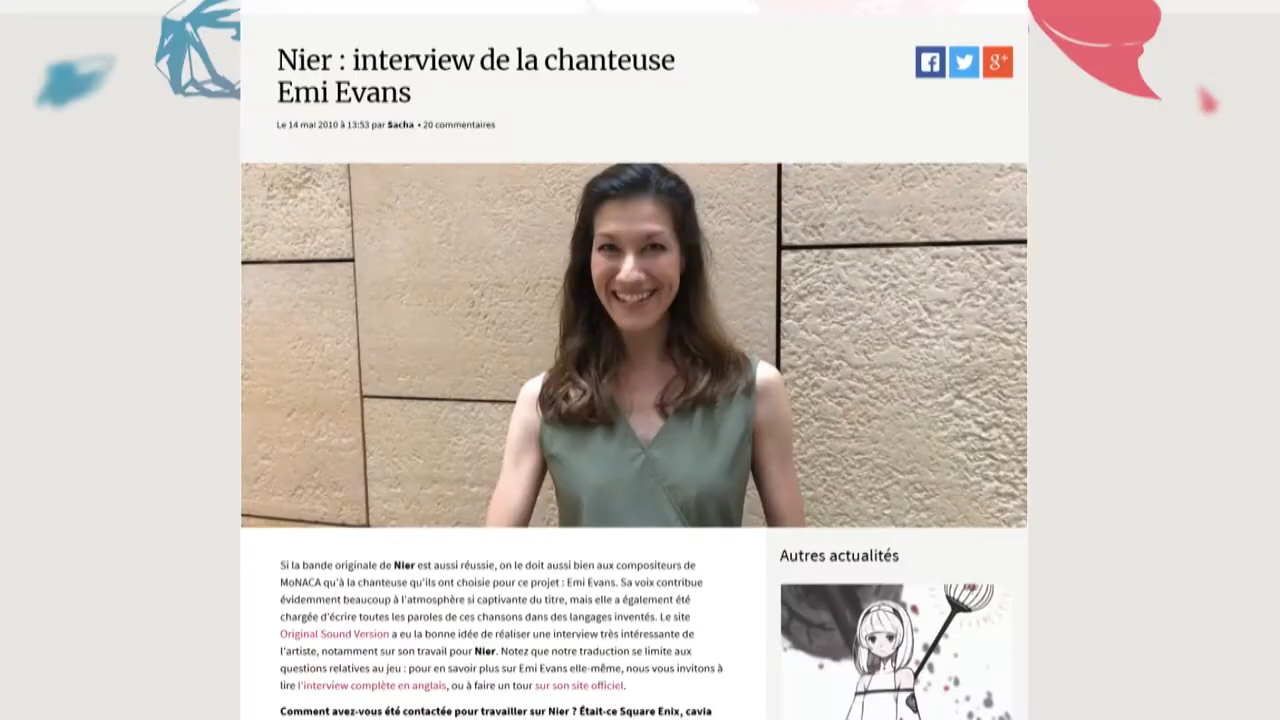 Nier : interview de la chanteuse
Emi Evans
Le 14 mai 2010 à 13:53 par Sacha • 20 commentaires
g+
Si la bande originale de Nier est aussi réussie, on le doit aussi bien aux compositeurs de
MoNACA qu'à la chanteuse qu'ils ont choisie pour ce projet : Emi Evans. Sa voix contribue
évidemment beaucoup à l'atmosphère si captivante du titre, mais elle a également été
chargée d'écrire toutes les paroles de ces chansons dans des langages inventés. Le site
Original Sound Version a eu la bonne idée de réaliser une interview très intéressante de
l'artiste, notamment sur son travail pour Nier. Notez que notre traduction se limite aux
questions relatives au jeu : pour en savoir plus sur Emi Evans elle-même, nous vous invitons à
lire l'interview complète en anglais, ou à faire un tour sur son site officiel.
Comment avez-vous été contactée pour travailler sur Nier ? Était-ce Square Enix, cavia
Autres actualités